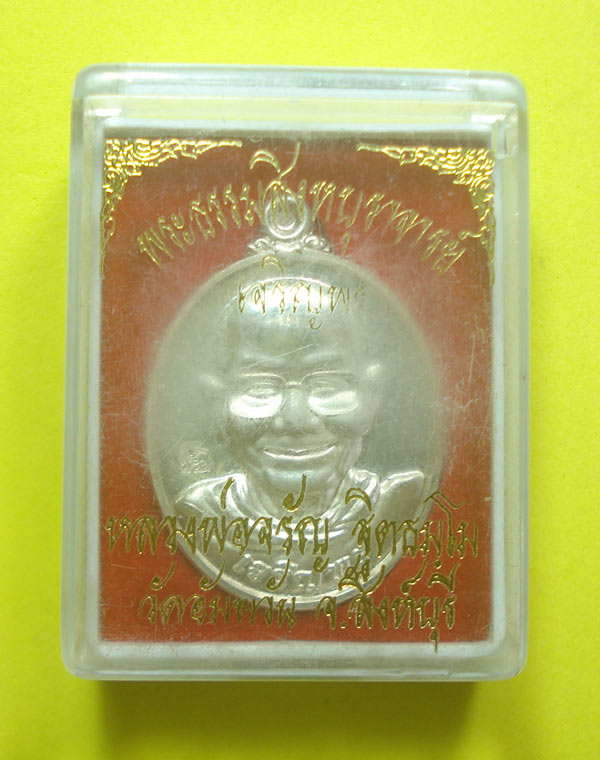 พระธรรมสิงหบุราจารย์
เจริญพร
หลวงพ่อจรัญ ฐิตธมฺโม
วัดอัมพวัน จ.สิงห์บุรี